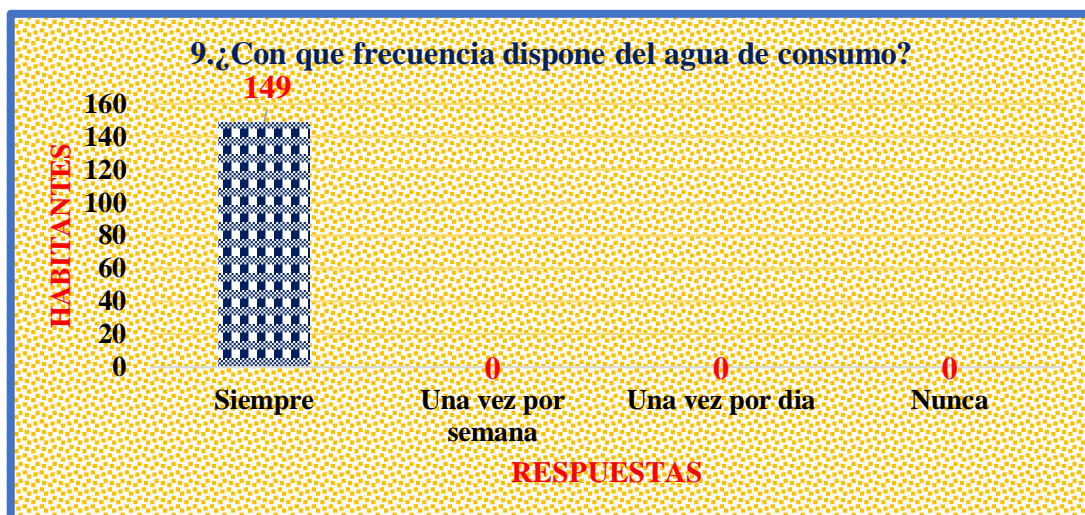 9.¿Con que frecuencia dispone del agua de consumo?
149
160
140
120
100
80
60
40
20
0
HABITANTES
0
0
0
Siempre
Una vez por
semana
Una vez por dia
Nunca
RESPUESTAS